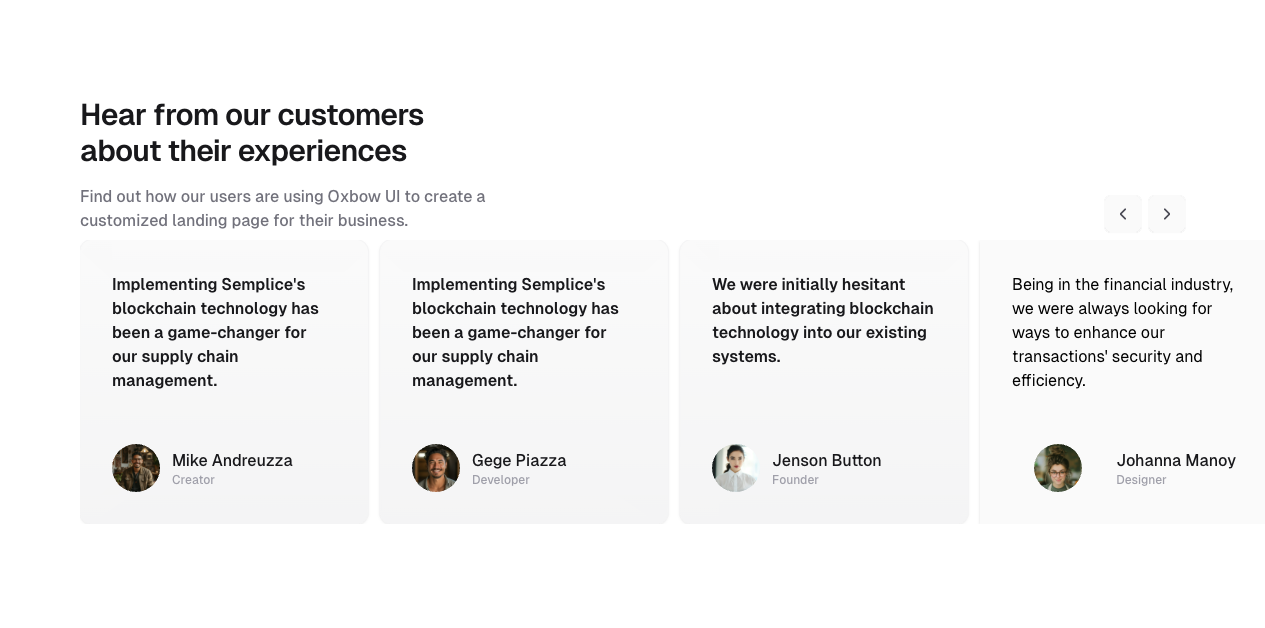 Hear from our customers
about their experiences
Find out how our users are using Oxbow UI to create a
customized landing page for their business.
Implementing Semplice's
blockchain technology has
been a game-changer for
our supply chain
management.
Mike Andreuzza
Creator
Implementing Semplice's
blockchain technology has
been a game-changer for
our supply chain
management.
Gege Piazza
Developer
We were initially hesitant
about integrating blockchain
technology into our existing
systems.
Jenson Button
Founder
Being in the financial industry,
we were always looking for
ways to enhance our
transactions' security and
efficiency.
Johanna Manoy
Designer